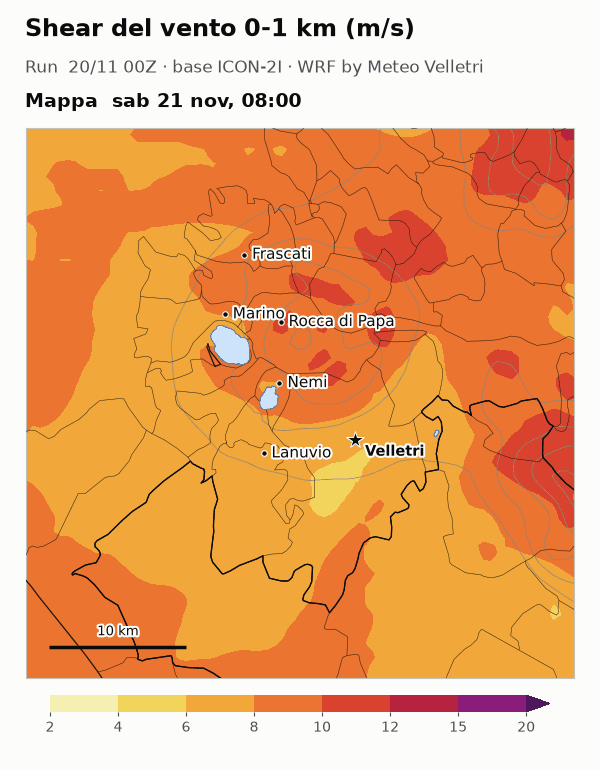 Shear del vento 0-1 km (m/s)
Run  20/11 00Z · base ICON-2I · WRF by Meteo Velletri
Mappa  sab 21 nov, 08:00
Frascati
Marino
Rocca di Papa
Nemi
Velletri
Lanuvio
10 km
2 4 6 8 10 12 15 20